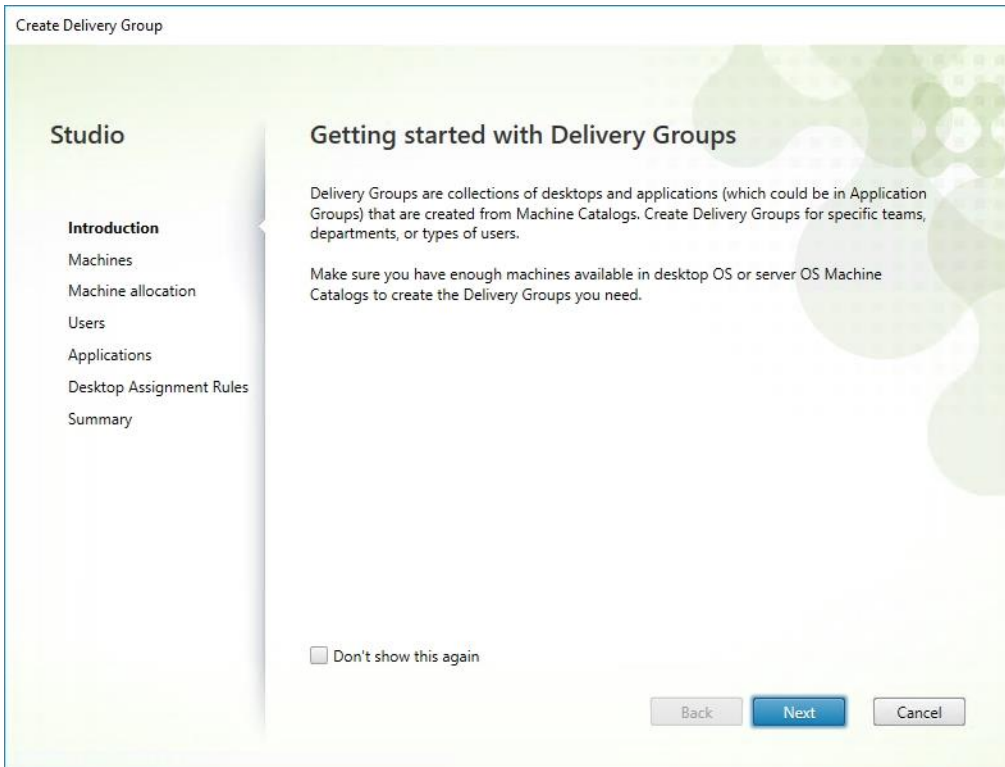 Create Delivery Group
Studio
Introduction
Machines
Machine allocation
Users
Applications
Desktop Assignment Rules
Summary
Getting started with Delivery Groups
Delivery Groups are collections of desktops and applications (which could be in Application
Groups) that are created from Machine Catalogs. Create Delivery Groups for specific teams,
departments, or types of users.
Make sure you have enough machines available in desktop OS or server OS Machine
Catalogs to create the Delivery Groups you need.
Don't show this again
Back
Next
Cancel